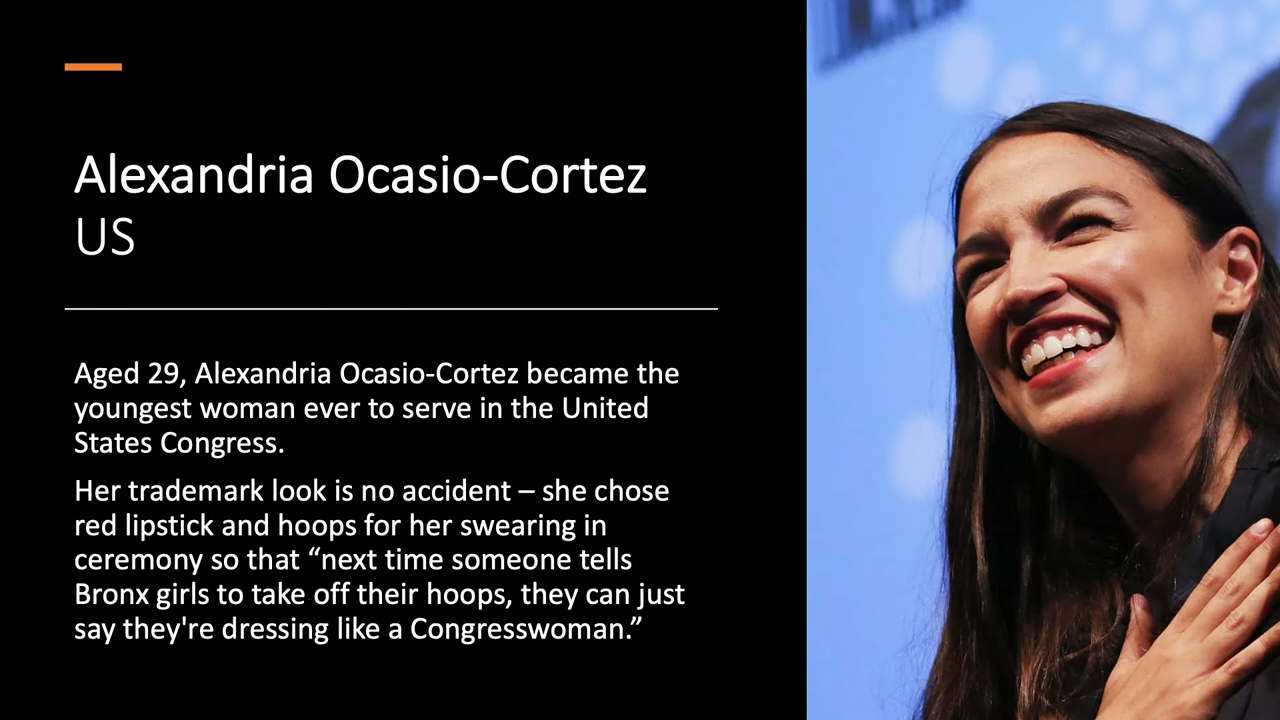 Alexandria Ocasio-Cortez
US
Aged 29, Alexandria Ocasio-Cortez became the
youngest woman ever to serve in the United
States Congress.
Her trademark look is no accident – she chose
red lipstick and hoops for her swearing in
ceremony so that “next time someone tells
Bronx girls to take off their hoops, they can just
say they're dressing like a Congresswoman.”